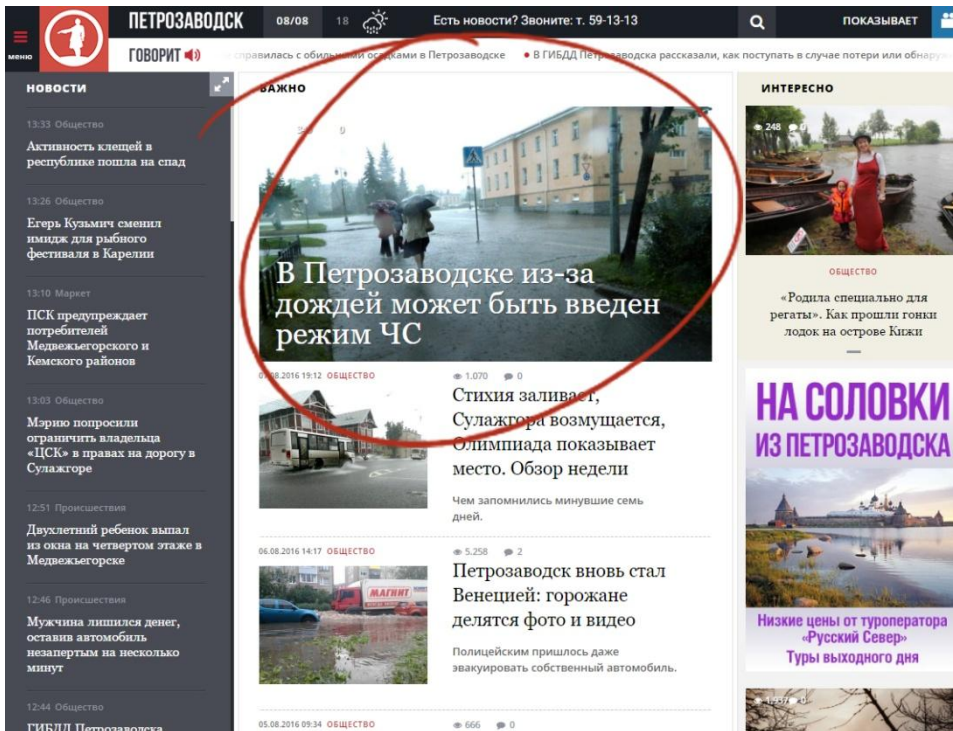 ПЕТРОЗАВОДСК
08/08
18
Есть новости? Звоните: т. 59-13-13
ПОКАЗЫВАЕТ
меню
ГОВОРИТ
справилась с обильными осадками в Петрозаводске
• В ГИБДД Петрозаводска рассказали, как поступать в случае потери или
НОВОСТИ
13:33 Общество
Активность клещей в
республике пошла на спад
13:26 Общество
Егерь Кузьмич сменил
имидж для рыбного
фестиваля в Карелии
13:10 Маркет
ПСК предупреждает
потребителей
Медвежьегорского и
Кемского районов
13:03 Общество
Мэрию попросили
ограничить владельца
«ЦСК» в правах на дорогу в
Сулажгоре
12:51 Происшествия
Двухлетний ребенок выпал
из окна на четвертом этаже в
Медвежьегорске
12:46 Происшествия
Мужчина лишился денег,
оставив автомобиль
незапертым на несколько
минут
12:44 Общество
ГИБДД Петрозаводска
ВАЖНО
0
В Петрозаводске из-за
дождей может быть введен
режим ЧС
07.08.2016 19:12 ОБЩЕСТВО
1.070 0
Стихия заливает,
Сулажгора возмущается,
Олимпиада показывает
место. Обзор недели
Чем запомнились минувшие семь
дней.
06.08.2016 14:17 ОБЩЕСТВО
5.258 2
МАГНИТ
Петрозаводск вновь стал
Венецией: горожане
делятся фото и видео
Полицейским пришлось даже
эвакуировать собственный автомобиль.
05.08.2016 09:34 ОБЩЕСТВО
666 0
ИНТЕРЕСНО
248 0
ОБЩЕСТВО
«Родила специально для
регаты». Как прошли гонки
лодок на острове Кижи
НА СОЛОВКИ
ИЗ ПЕТРОЗАВОДСКА
Низкие цены от туроператора
«Русский Север»
Туры выходного дня
1.937 0